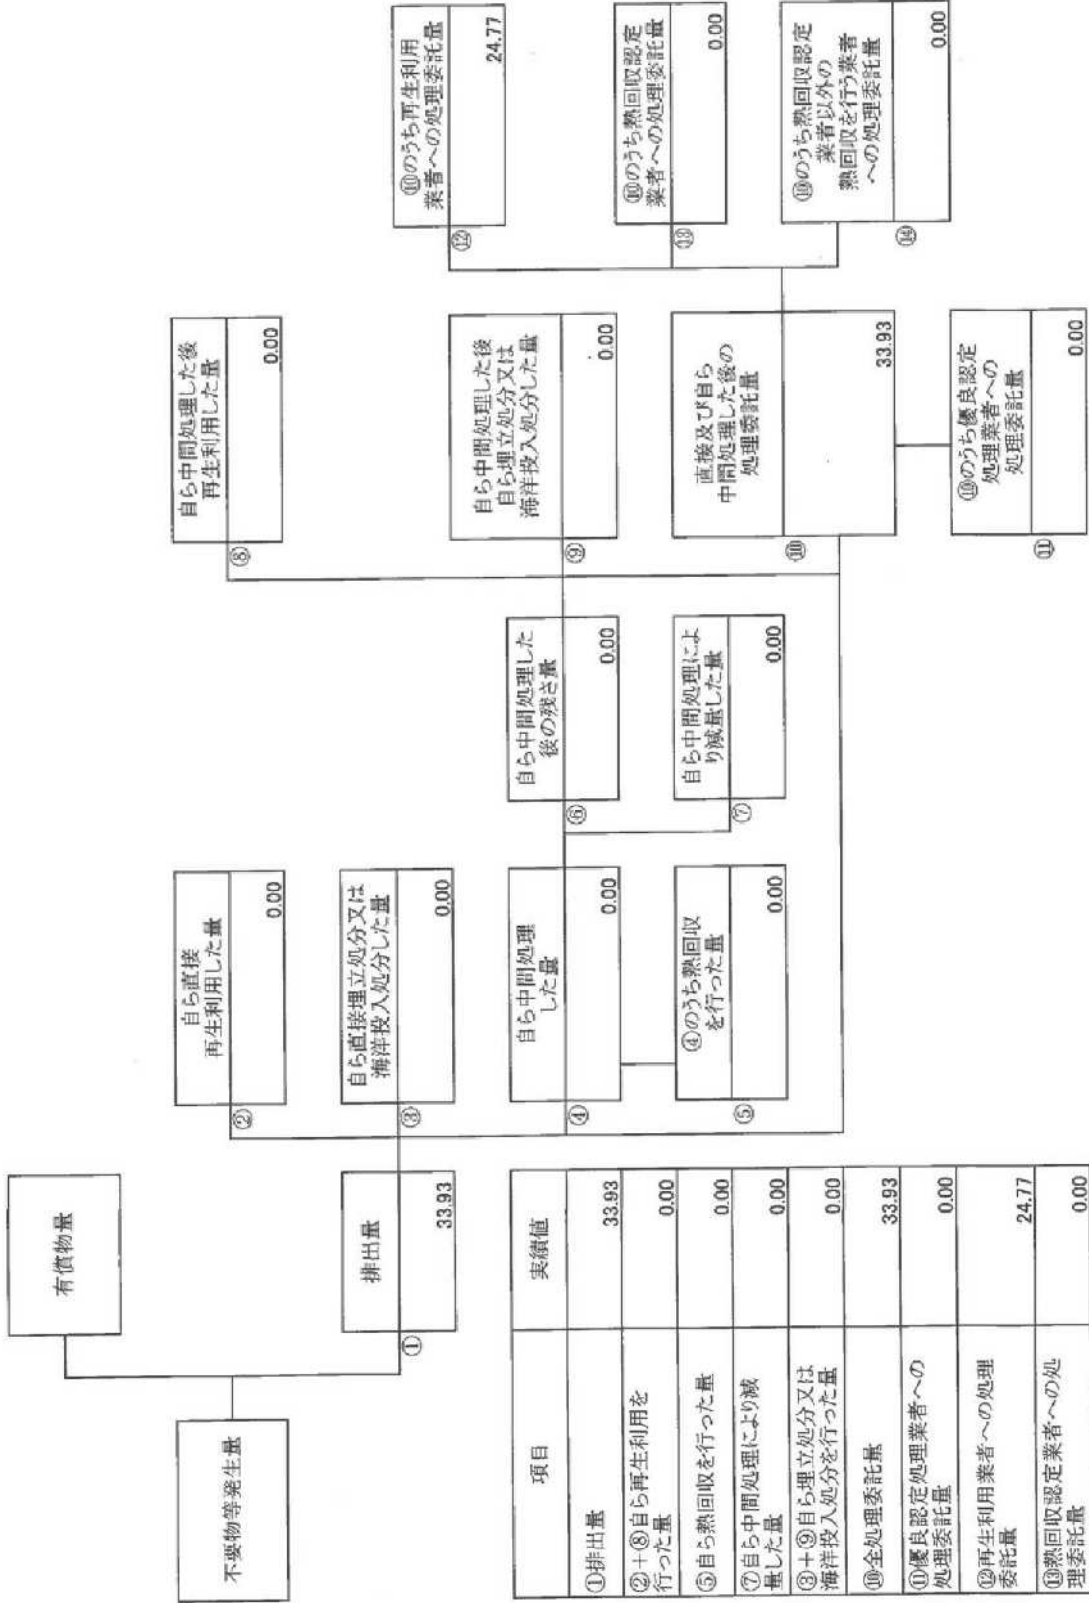 不要物等発生量
有償物量
排出量
①
33.93
自ら直接
再生利用した量
②
0.00
自ら直接埋立処分又は
海洋投入処分した量
③
0.00
自ら中間処理
した量
④
0.00
④のうち熱回収
を行った量
⑤
0.00
自ら中間処理した
後の残さ量
⑥
0.00
自ら中間処理によ
り減量した量
⑦
0.00
自ら中間処理した後
再生利用した量
⑧
0.00
自ら中間処理した後
自ら埋立処分又は
海洋投入処分した量
⑨
0.00
直接及び自ら
中間処理した後の
処理委託量
⑩
33.93
⑩のうち優良認定
処理業者への
処理委託量
⑪
0.00
⑩のうち再生利用
業者への処理委託量
⑫
24.77
⑩のうち熱回収認定
業者への処理委託量
⑬
0.00
⑩のうち熱回収認定
業者以外の
熱回収を行う業者
への処理委託量
⑭
0.00
項目 実績値
①排出量 33.93
②+⑧自ら再生利用を
行った量 0.00
⑤自ら熱回収を行った量 0.00
⑦自ら中間処理により減
量した量 0.00
③+⑨自ら埋立処分又は
海洋投入処分を行った量 0.00
⑩全処理委託量 33.93
⑪優良認定処理業者への
処理委託量 0.00
⑫再生利用業者への処理
委託量 24.77
⑬熱回収認定業者への処
理委託量 0.00